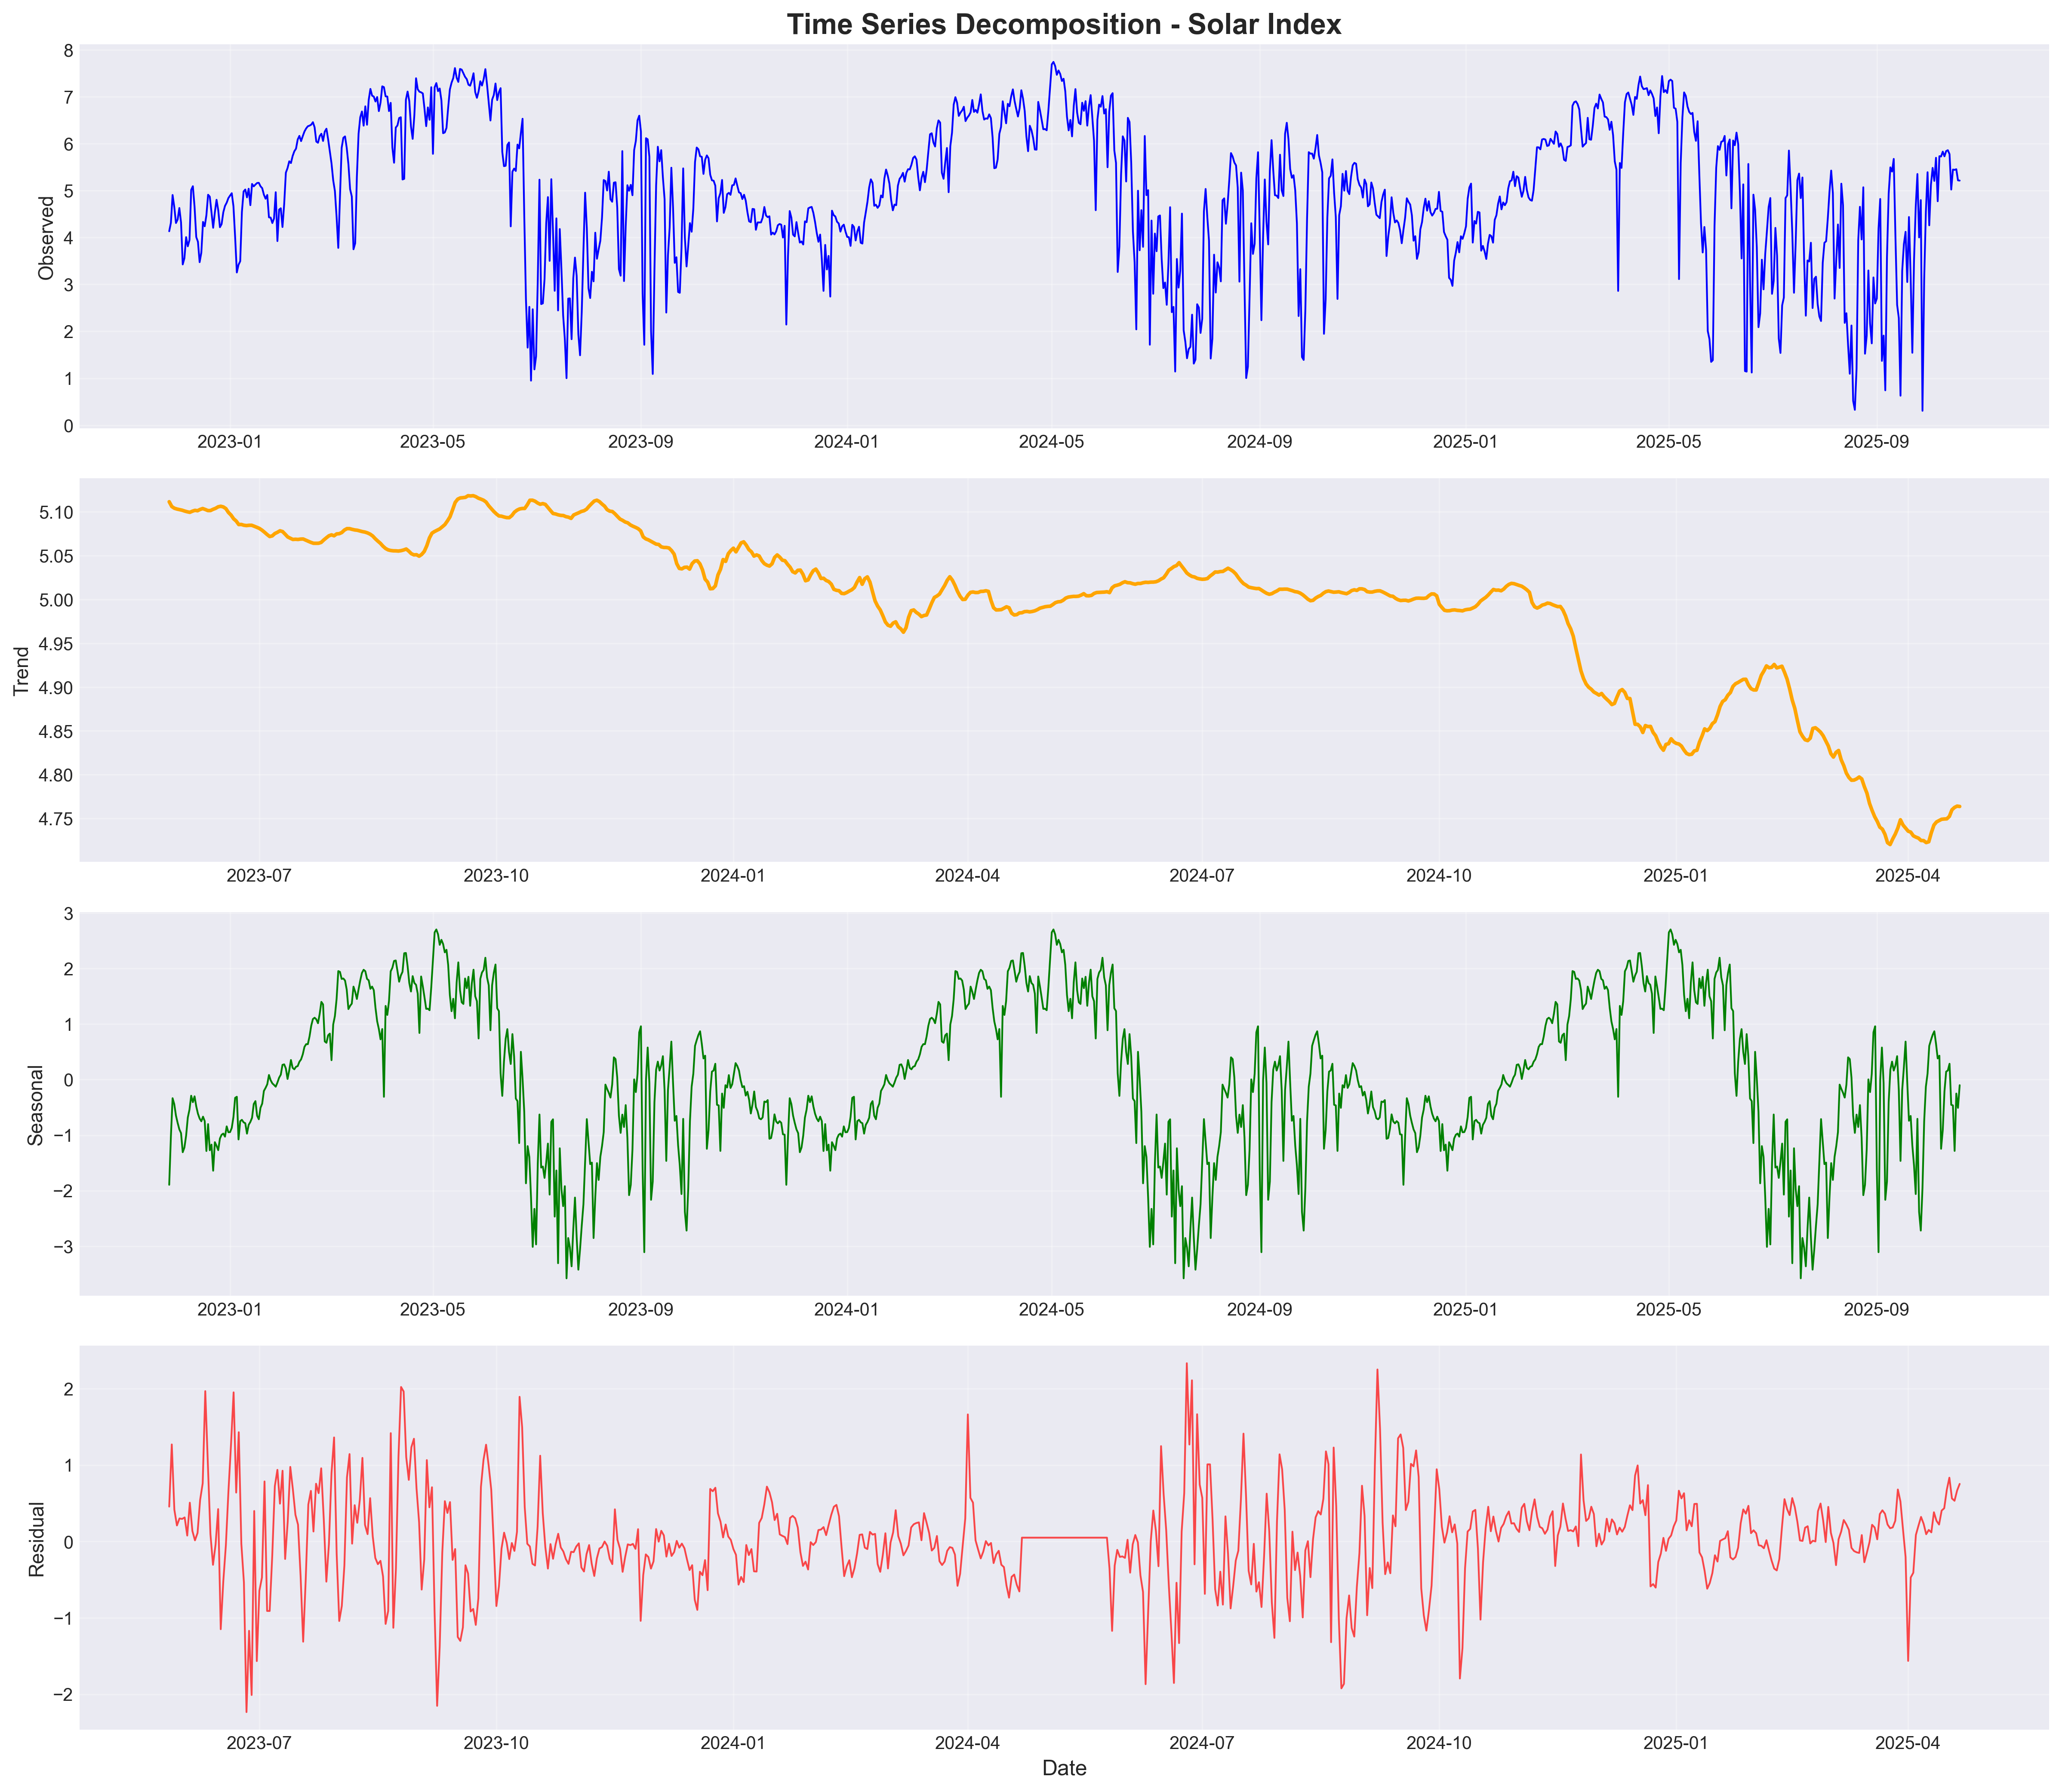 Time Series Decomposition - Solar Index
Observed
8
7
6
5
4
3
2
1
0
2023-01 2023-05 2023-09 2024-01 2024-05 2024-09 2025-01 2025-05 2025-09
Trend
5.10
5.05
5.00
4.95
4.90
4.85
4.80
4.75
2023-07 2023-10 2024-01 2024-04 2024-07 2024-10 2025-01 2025-04
Seasonal
3
2
1
0
−1
−2
−3
2023-01 2023-05 2023-09 2024-01 2024-05 2024-09 2025-01 2025-05 2025-09
Residual
2
1
0
−1
−2
2023-07 2023-10 2024-01 2024-04 2024-07 2024-10 2025-01 2025-04
Date